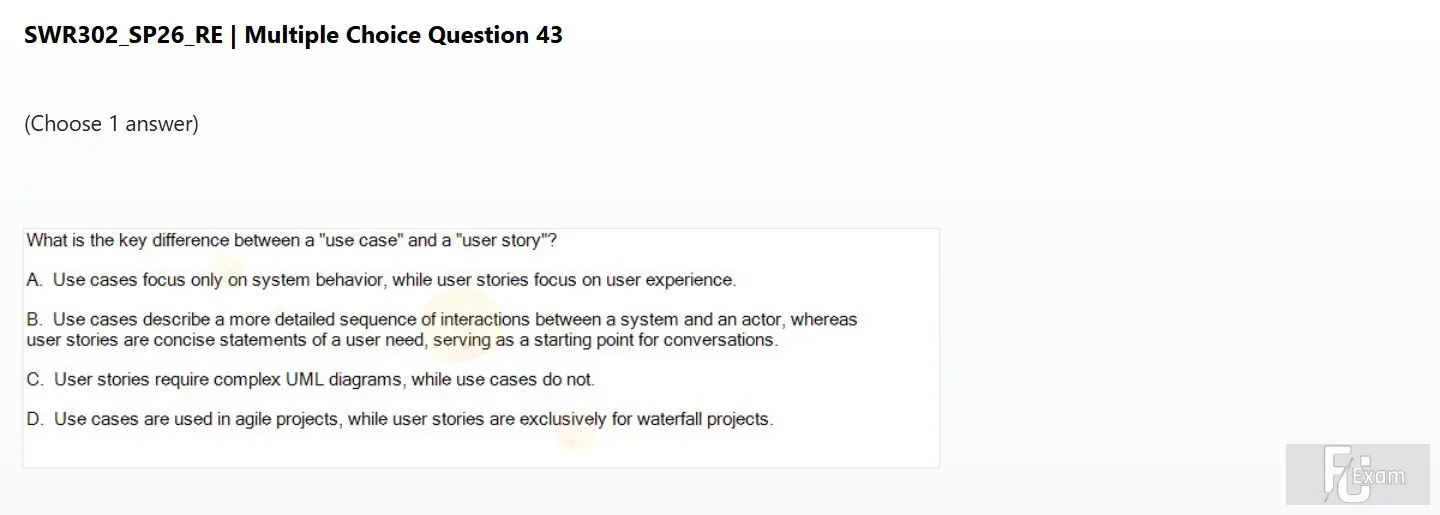 SWR302_SP26_RE | Multiple Choice Question 43
(Choose 1 answer)
What is the key difference between a "use case" and a "user story"?
A. Use cases focus only on system behavior, while user stories focus on user experience.
B. Use cases describe a more detailed sequence of interactions between a system and an actor, whereas
user stories are concise statements of a user need, serving as a starting point for conversations.
C. User stories require complex UML diagrams, while use cases do not.
D. Use cases are used in agile projects, while user stories are exclusively for waterfall projects.
FU Exam